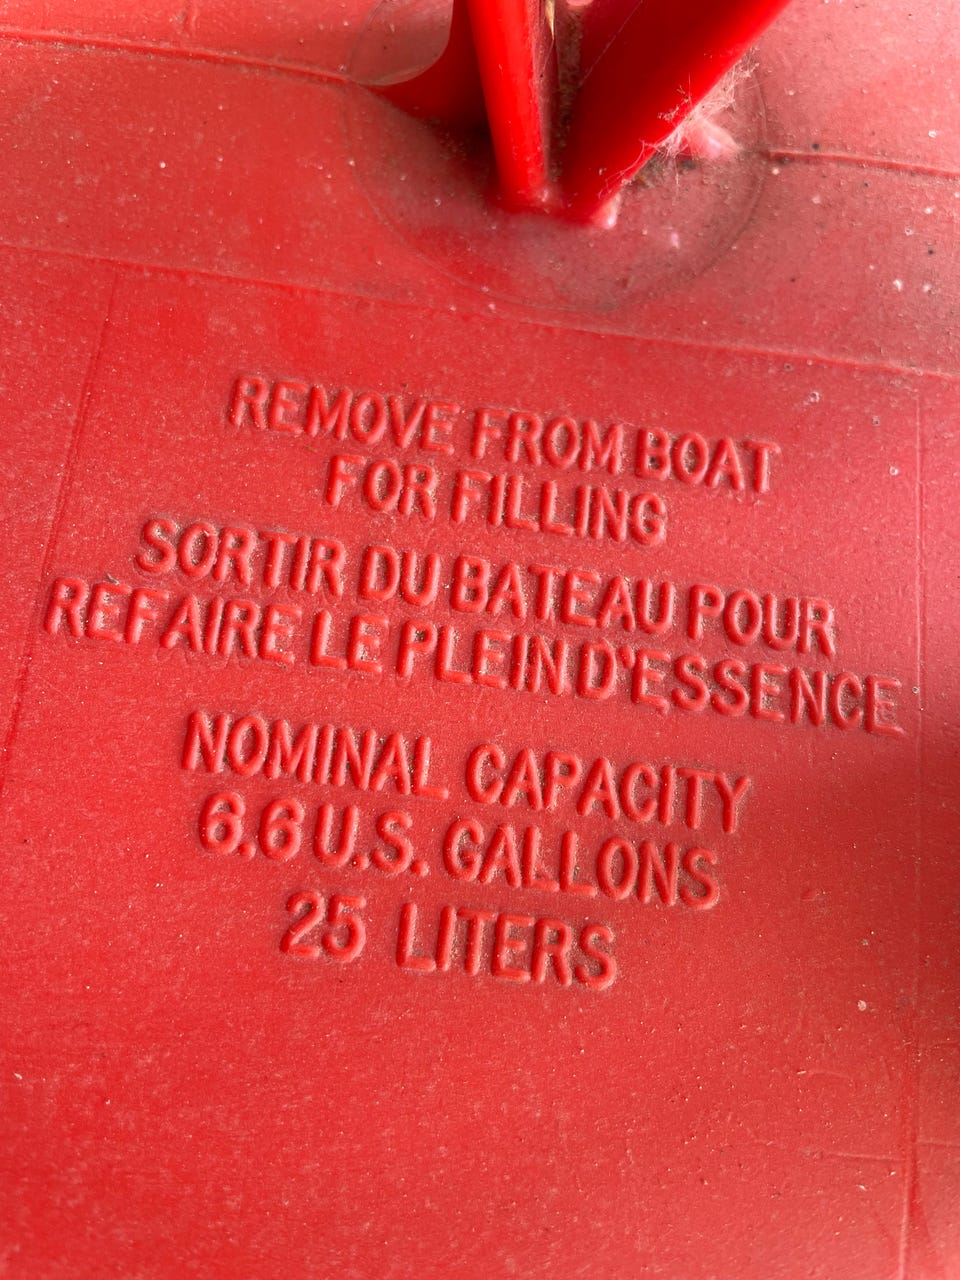 REMOVE FROM BOAT
FOR FILLING
SORTIR DU BATEAU POUR
REFAIRE LE PLEIN D'ESSENCE
NOMINAL CAPACITY
6.6 U.S. GALLONS
25 LITERS